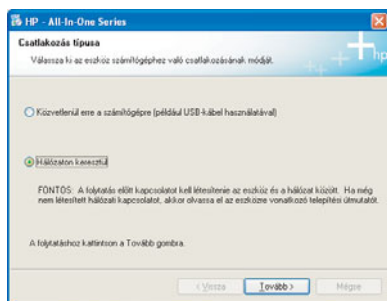 HP - All-In-One Series
Csatlakozás típusa
Válassza ki az eszköz számítógéphez való csatlakozásának módját.
hp
Közvetlenül erre a számítógépre (például USB-kábel használatával)
Hálózaton keresztül
FONTOS: A folytatás előtt kapcsolatot kell létesítenie az eszköz és a hálózat között. Ha még
nem létesített hálózati kapcsolatot, akkor olvassa el az eszközre vonatkozó telepítési útmutatót.
A folytatáshoz kattintson a Tovább gombra.
< Vissza Tovább > Mégse